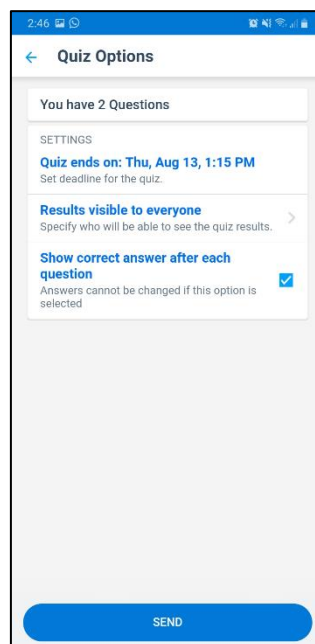 2:46
Quiz Options
You have 2 Questions
SETTINGS
Quiz ends on: Thu, Aug 13, 1:15 PM
Set deadline for the quiz.
Results visible to everyone
Specify who will be able to see the quiz results.
Show correct answer after each
question
Answers cannot be changed if this option is
selected
SEND